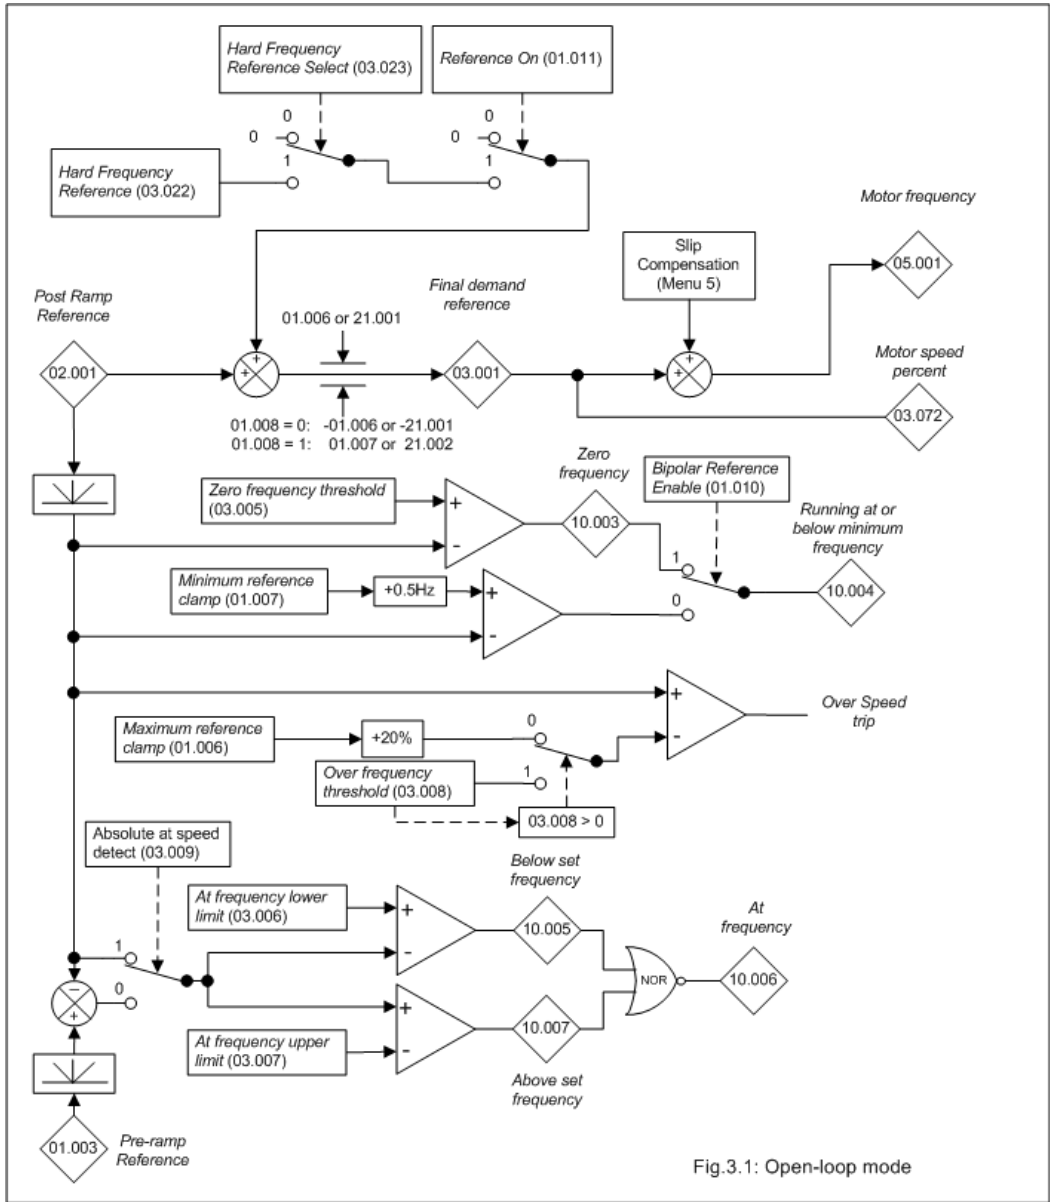 Hard Frequency
Reference Select (03.023)
Reference On (01.011)
0
0
0
0
1
1
Hard Frequency
Reference (03.022)
Motor frequency
Slip
Compensation
(Menu 5)
05.001
Post Ramp
Reference
Final demand
reference
01.006 or 21.001
Motor speed
percent
02.001
+
+
03.001
+
+
03.072
01.008 = 0: -01.006 or -21.001
01.008 = 1: 01.007 or 21.002
Zero
frequency
Zero frequency threshold
(03.005)
+
-
10.003
Bipolar Reference
Enable (01.010)
Running at or
below minimum
frequency
1
0
10.004
Minimum reference
clamp (01.007)
+0.5Hz
+
-
+
-
Over Speed
trip
Maximum reference
clamp (01.006)
+20%
0
1
Over frequency
threshold (03.008)
03.008 > 0
Absolute at speed
detect (03.009)
Below set
frequency
At frequency lower
limit (03.006)
+
-
10.005
At
frequency
1
0
−
+
NOR
10.006
At frequency upper
limit (03.007)
+
-
10.007
Above set
frequency
01.003
Pre-ramp
Reference
Fig.3.1: Open-loop mode